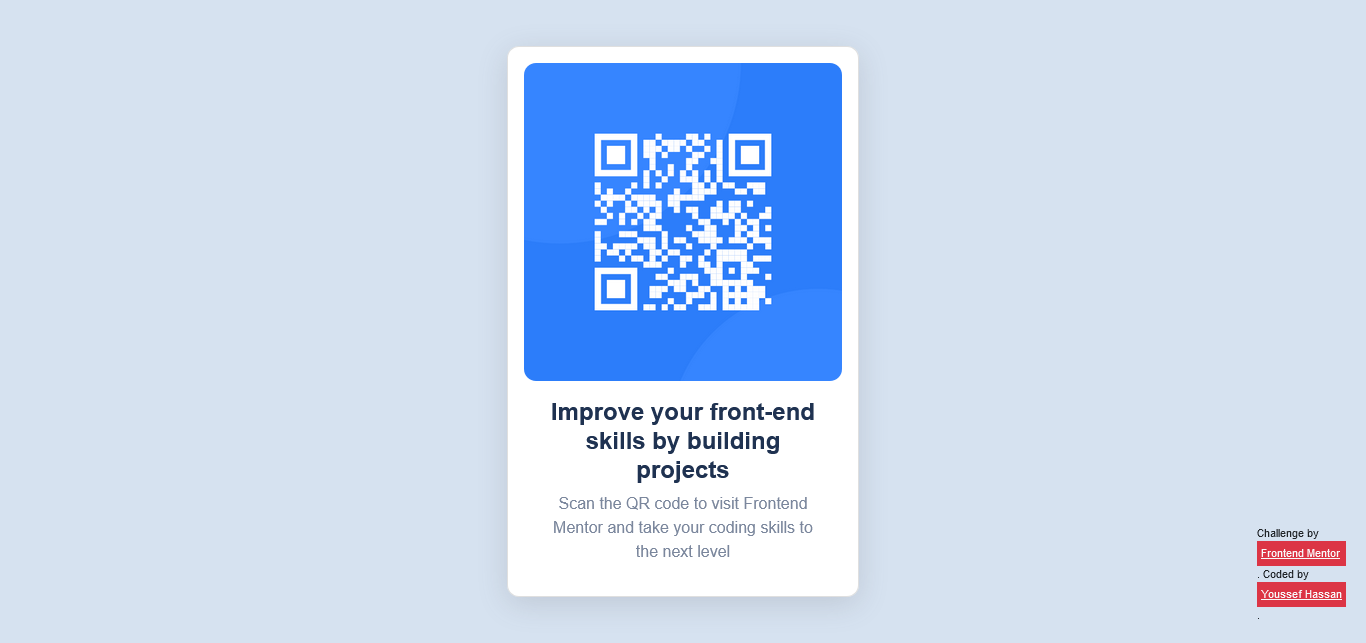 Improve your front-end
skills by building
projects
Scan the QR code to visit Frontend
Mentor and take your coding skills to
the next level
Challenge by
Frontend Mentor
. Coded by
Youssef Hassan
.